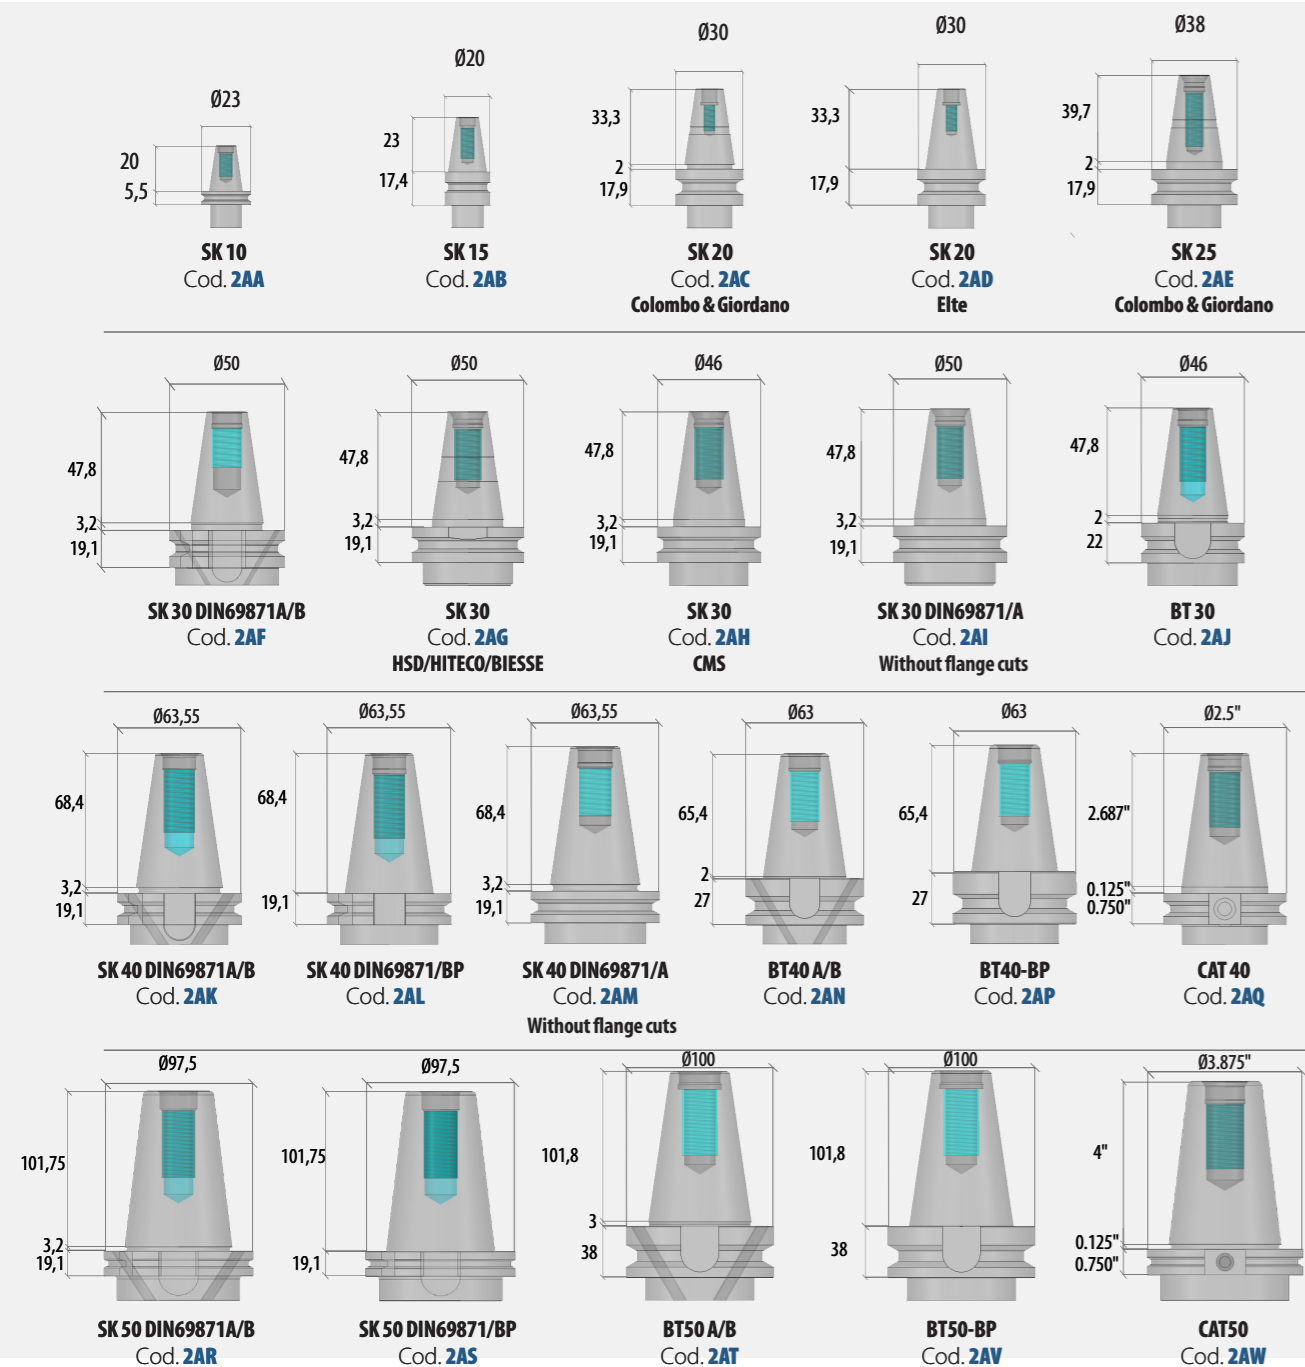 Ø23
20
5,5
SK 10
Cod. 2AA
Ø20
23
17,4
SK 15
Cod. 2AB
Ø30
33,3
2
17,9
SK 20
Cod. 2AC
Colombo & Giordano
Ø30
33,3
17,9
SK 20
Cod. 2AD
Elte
Ø38
39,7
2
17,9
SK 25
Cod. 2AE
Colombo & Giordano
Ø50
47,8
3,2
19,1
SK 30 DIN69871A/B
Cod. 2AF
Ø50
47,8
3,2
19,1
SK 30
Cod. 2AG
HSD/HITECO/BIESSE
Ø46
47,8
3,2
19,1
SK 30
Cod. 2AH
CMS
Ø50
47,8
3,2
19,1
SK 30 DIN69871/A
Cod. 2AI
Without flange cuts
Ø46
47,8
2
22
BT 30
Cod. 2AJ
Ø63,55
68,4
3,2
19,1
SK 40 DIN69871A/B
Cod. 2AK
Ø63,55
68,4
19,1
SK 40 DIN69871/BP
Cod. 2AL
Ø63,55
68,4
3,2
19,1
SK 40 DIN69871/A
Cod. 2AM
Without flange cuts
Ø63
65,4
2
27
BT40 A/B
Cod. 2AN
Ø63
65,4
27
BT40-BP
Cod. 2AP
Ø2.5"
2.687"
0.125"
0.750"
CAT 40
Cod. 2AQ
Ø97,5
101,75
3,2
19,1
SK 50 DIN69871A/B
Cod. 2AR
Ø97,5
101,75
19,1
SK 50 DIN69871/BP
Cod. 2AS
Ø100
101,8
3
38
BT50 A/B
Cod. 2AT
Ø100
101,8
38
BT50-BP
Cod. 2AV
Ø3.875"
4"
0.125"
0.750"
CAT50
Cod. 2AW